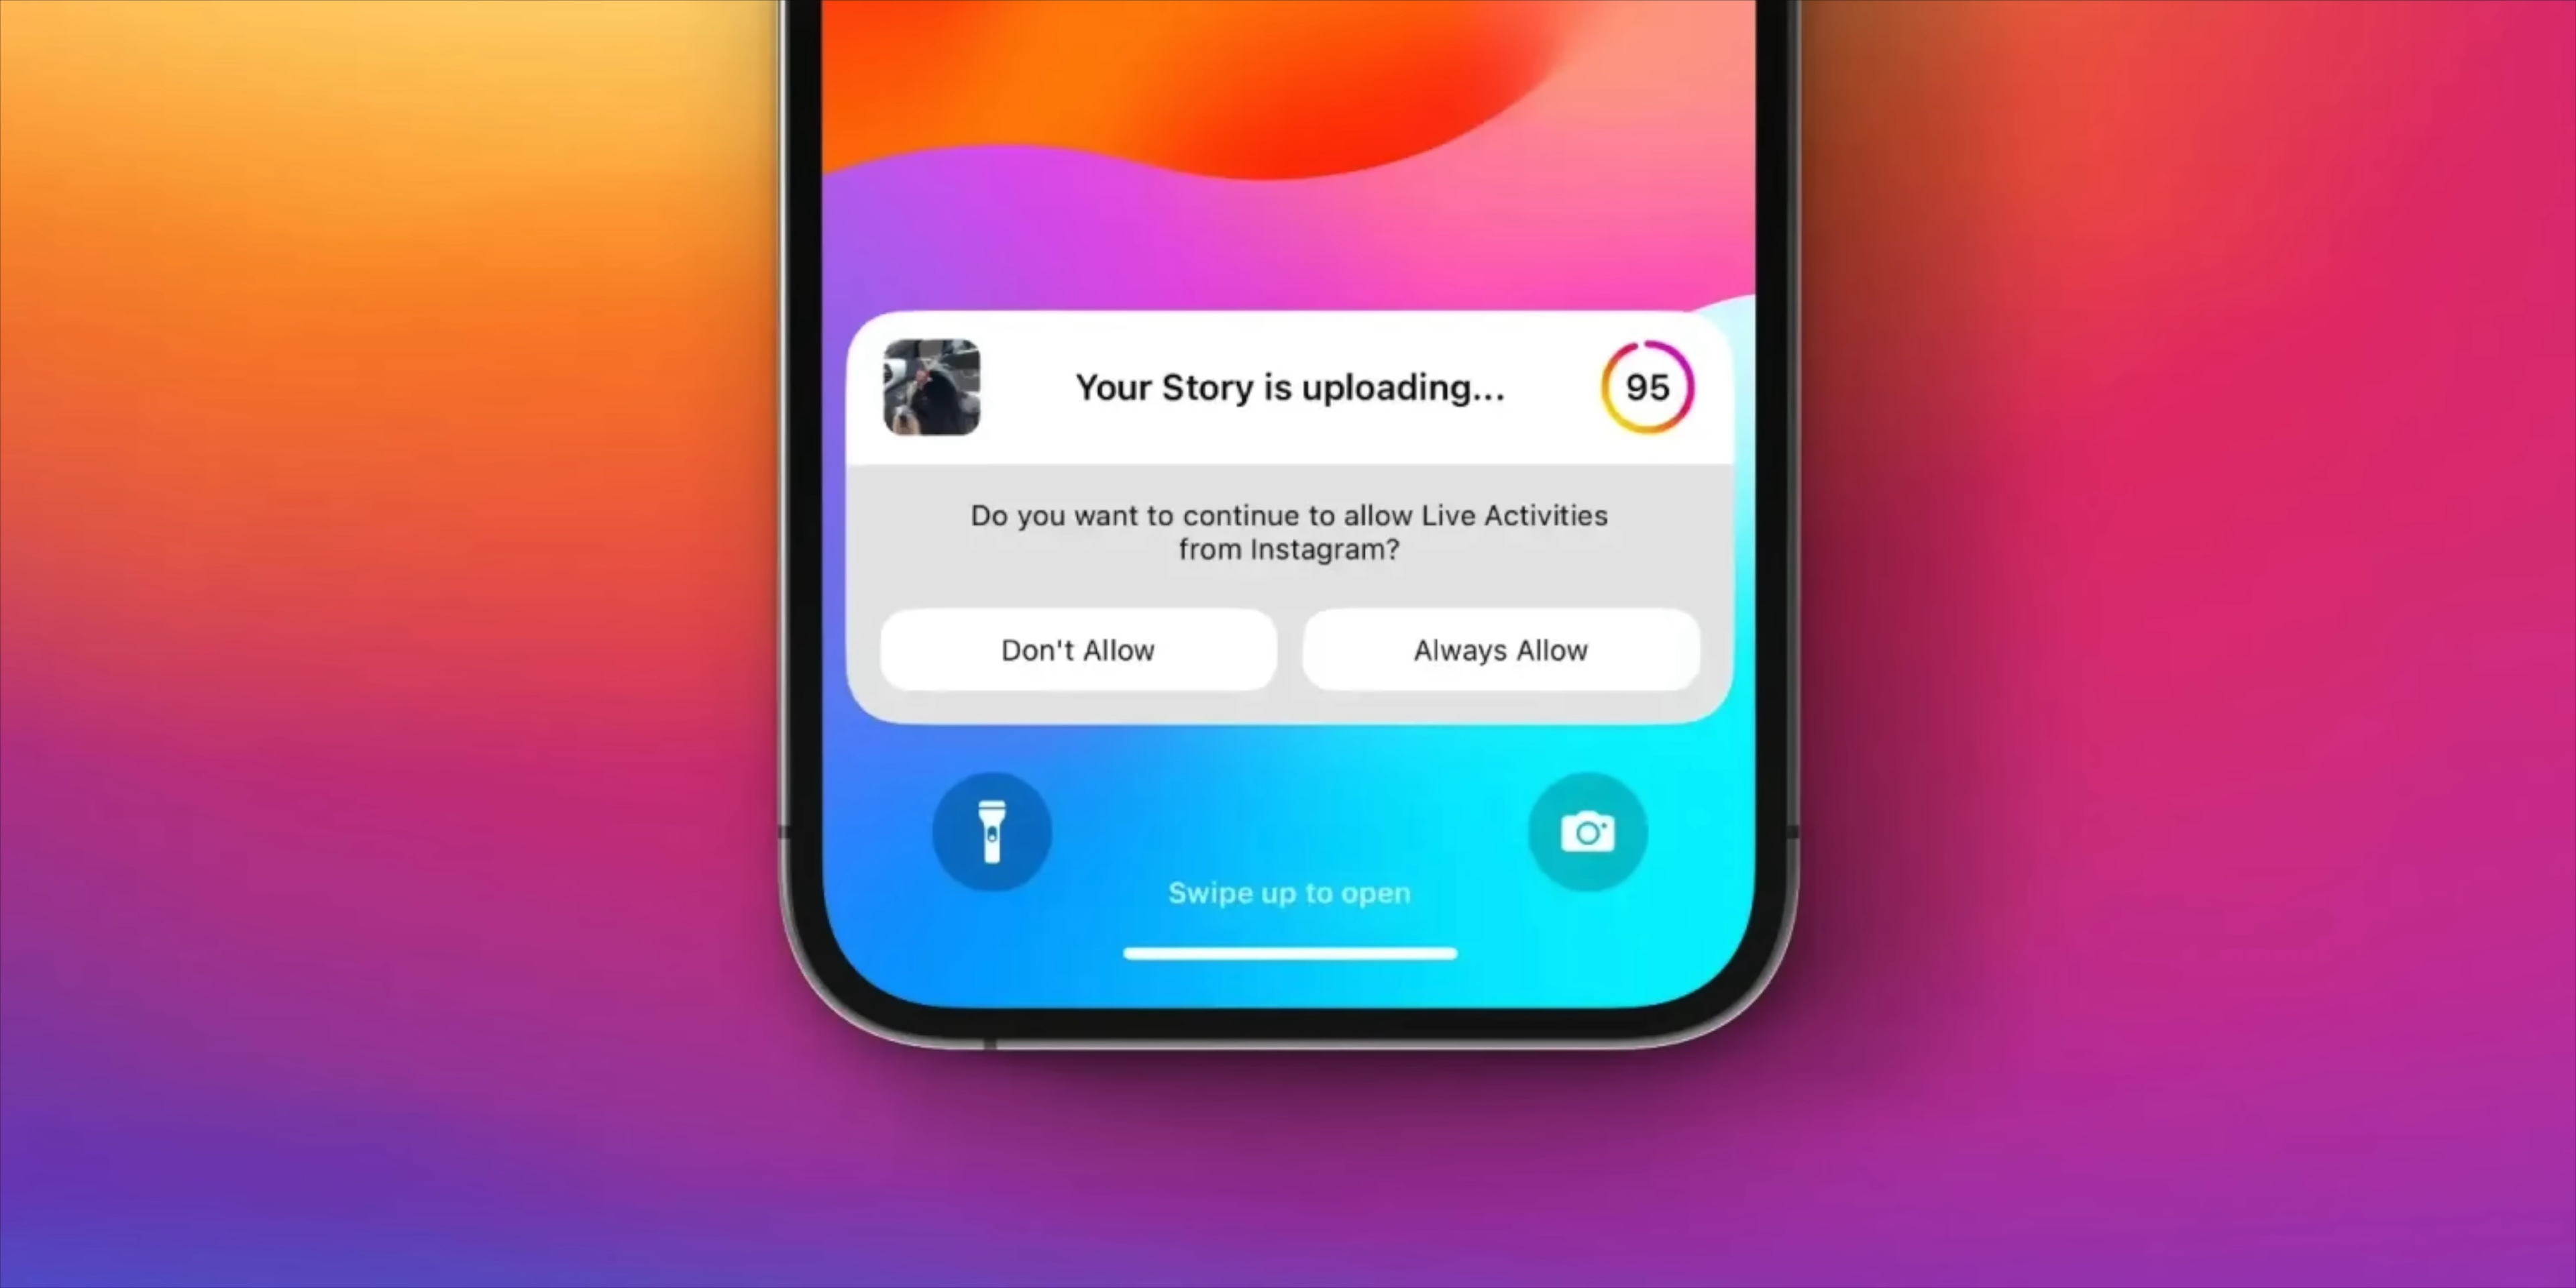 Your Story is uploading...
95
Do you want to continue to allow Live Activities
from Instagram?
Don't Allow
Always Allow
Swipe up to open